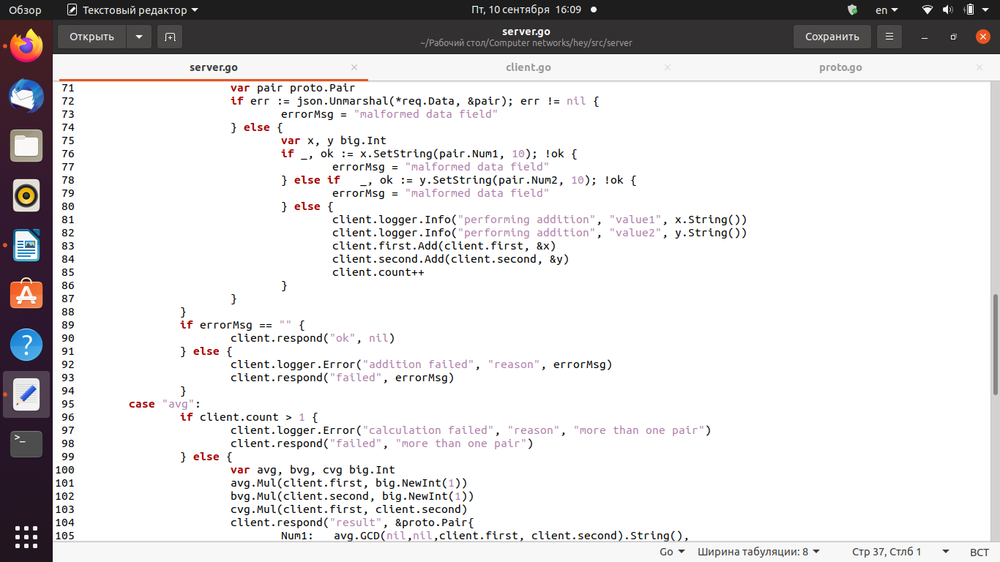 Обзор Текстовый редактор Пт, 10 сентября 16:09 en
Открыть server.go Сохранить
~/Рабочий стол/Computer networks/hey/src/server
server.go client.go proto.go
71 var pair proto.Pair
72 if err := json.Unmarshal(*req.Data, &pair); err != nil {
73 errorMsg = "malformed data field"
74 } else {
75 var x, y big.Int
76 if _, ok := x.SetString(pair.Num1, 10); !ok {
77 errorMsg = "malformed data field"
78 } else if _, ok := y.SetString(pair.Num2, 10); !ok {
79 errorMsg = "malformed data field"
80 } else {
81 client.logger.Info("performing addition", "value1", x.String())
82 client.logger.Info("performing addition", "value2", y.String())
83 client.first.Add(client.first, &x)
84 client.second.Add(client.second, &y)
85 client.count++
86 }
87 }
88 }
89 if errorMsg == "" {
90 client.respond("ok", nil)
91 } else {
92 client.logger.Error("addition failed", "reason", errorMsg)
93 client.respond("failed", errorMsg)
94 }
95 case "avg":
96 if client.count > 1 {
97 client.logger.Error("calculation failed", "reason", "more than one pair")
98 client.respond("failed", "more than one pair")
99 } else {
100 var avg, bvg, cvg big.Int
101 avg.Mul(client.first, big.NewInt(1))
102 bvg.Mul(client.second, big.NewInt(1))
103 cvg.Mul(client.first, client.second)
104 client.respond("result", &proto.Pair{
105 Num1: avg.GCD(nil,nil,client.first, client.second).String(),
Go Ширина табуляции: 8 Стр 37, Стлб 1 ВСТ